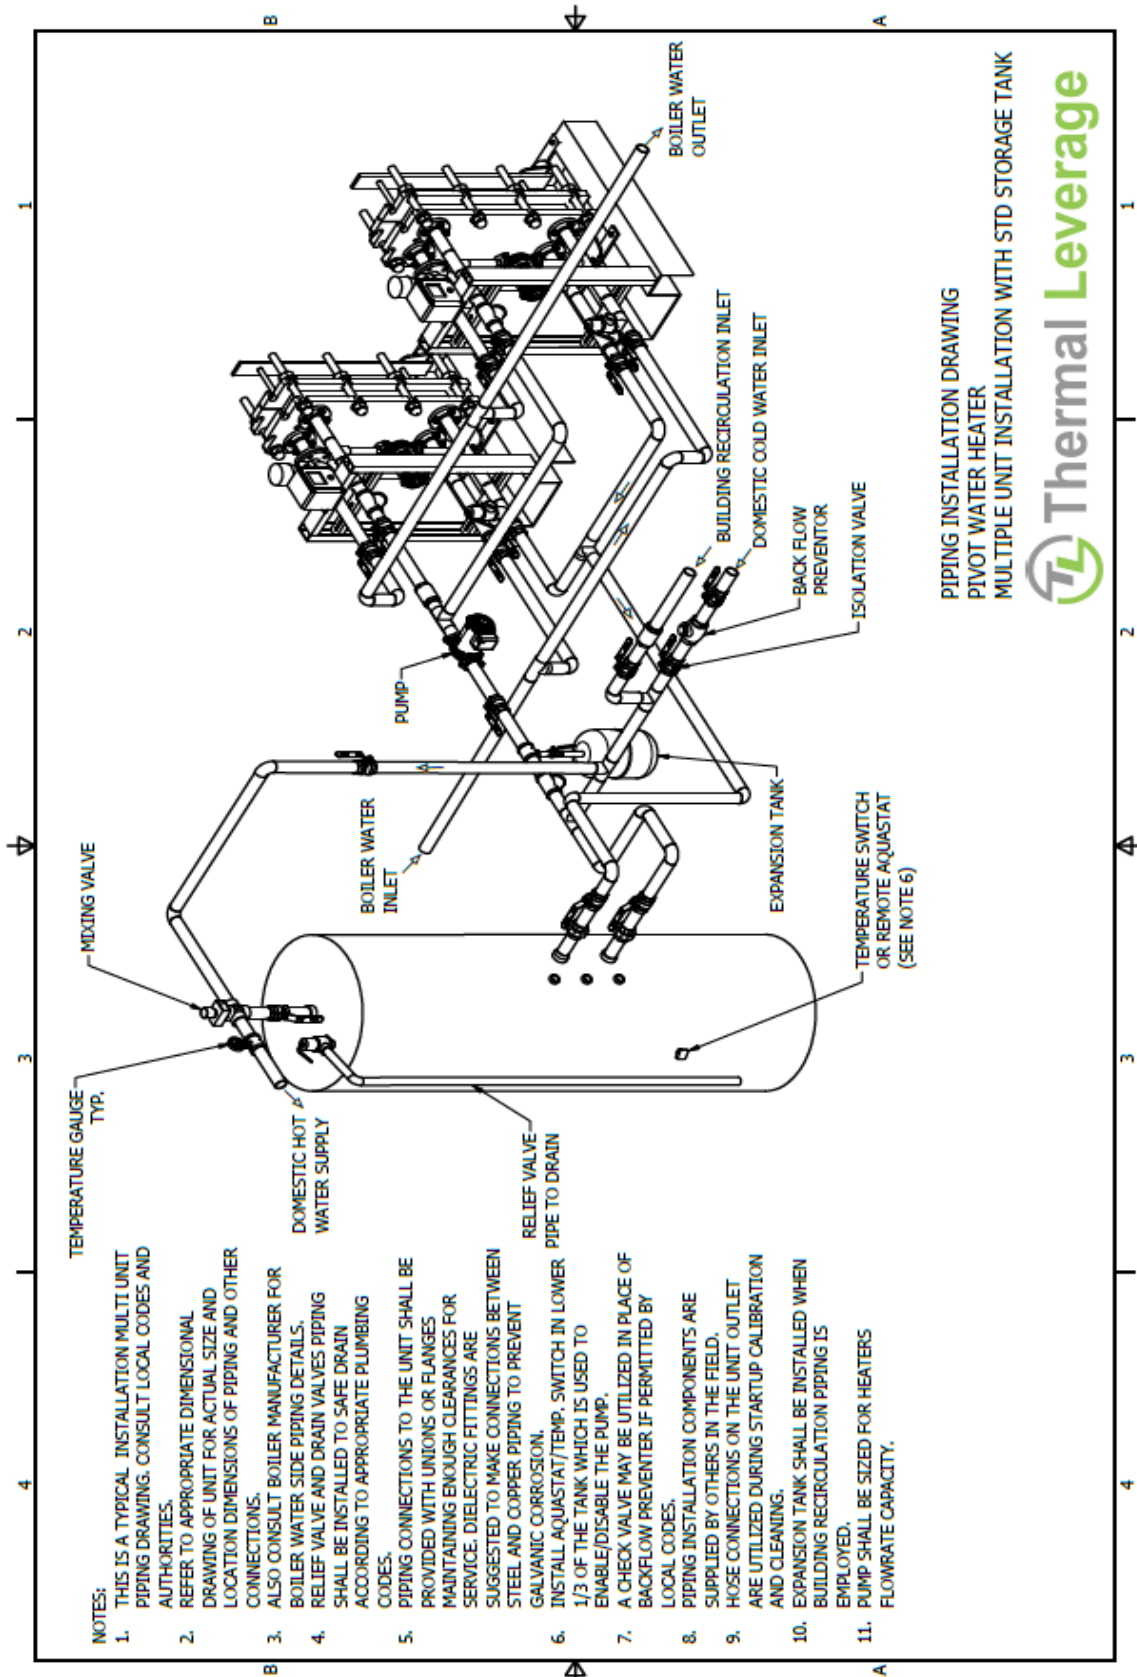 NOTES:
1. THIS IS A TYPICAL INSTALLATION MULTI UNIT
PIPING DRAWING. CONSULT LOCAL CODES AND
AUTHORITIES.
2. REFER TO APPROPRIATE DIMENSIONAL
DRAWING OF UNIT FOR ACTUAL SIZE AND
LOCATION DIMENSIONS OF PIPING AND OTHER
CONNECTIONS.
3. ALSO CONSULT BOILER MANUFACTURER FOR
BOILER WATER SIDE PIPING DETAILS.
4. RELIEF VALVE AND DRAIN VALVES PIPING
SHALL BE INSTALLED TO SAFE DRAIN
ACCORDING TO APPROPRIATE PLUMBING
CODES.
5. PIPING CONNECTIONS TO THE UNIT SHALL BE
PROVIDED WITH UNIONS OR FLANGES
MAINTAINING ENOUGH CLEARANCES FOR
SERVICE. DIELECTRIC FITTINGS ARE
SUGGESTED TO MAKE CONNECTIONS BETWEEN
STEEL AND COPPER PIPING TO PREVENT
GALVANIC CORROSION.
6. INSTALL AQUASTAT/TEMP. SWITCH IN LOWER
1/3 OF THE TANK WHICH IS USED TO
ENABLE/DISABLE THE PUMP.
7. A CHECK VALVE MAY BE UTILIZED IN PLACE OF
BACKFLOW PREVENTER IF PERMITTED BY
LOCAL CODES.
8. PIPING INSTALLATION COMPONENTS ARE
SUPPLIED BY OTHERS IN THE FIELD.
9. HOSE CONNECTIONS ON THE UNIT OUTLET
ARE UTILIZED DURING STARTUP CALIBRATION
AND CLEANING.
10. EXPANSION TANK SHALL BE INSTALLED WHEN
BUILDING RECIRCULATION PIPING IS
EMPLOYED.
11. PUMP SHALL BE SIZED FOR HEATERS
FLOWRATE CAPACITY.
TEMPERATURE GAUGE
TYP.
MIXING VALVE
DOMESTIC HOT
WATER SUPPLY
RELIEF VALVE
PIPE TO DRAIN
BOILER WATER
INLET
PUMP
EXPANSION TANK
TEMPERATURE SWITCH
OR REMOTE AQUASTAT
(SEE NOTE 6)
BOILER WATER
OUTLET
BUILDING RECIRCULATION INLET
DOMESTIC COLD WATER INLET
BACK FLOW
PREVENTOR
ISOLATION VALVE
PIPING INSTALLATION DRAWING
PIVOT WATER HEATER
MULTIPLE UNIT INSTALLATION WITH STD STORAGE TANK
TL Thermal Leverage
4
3
2
1
4
3
2
1
B
A
B
A